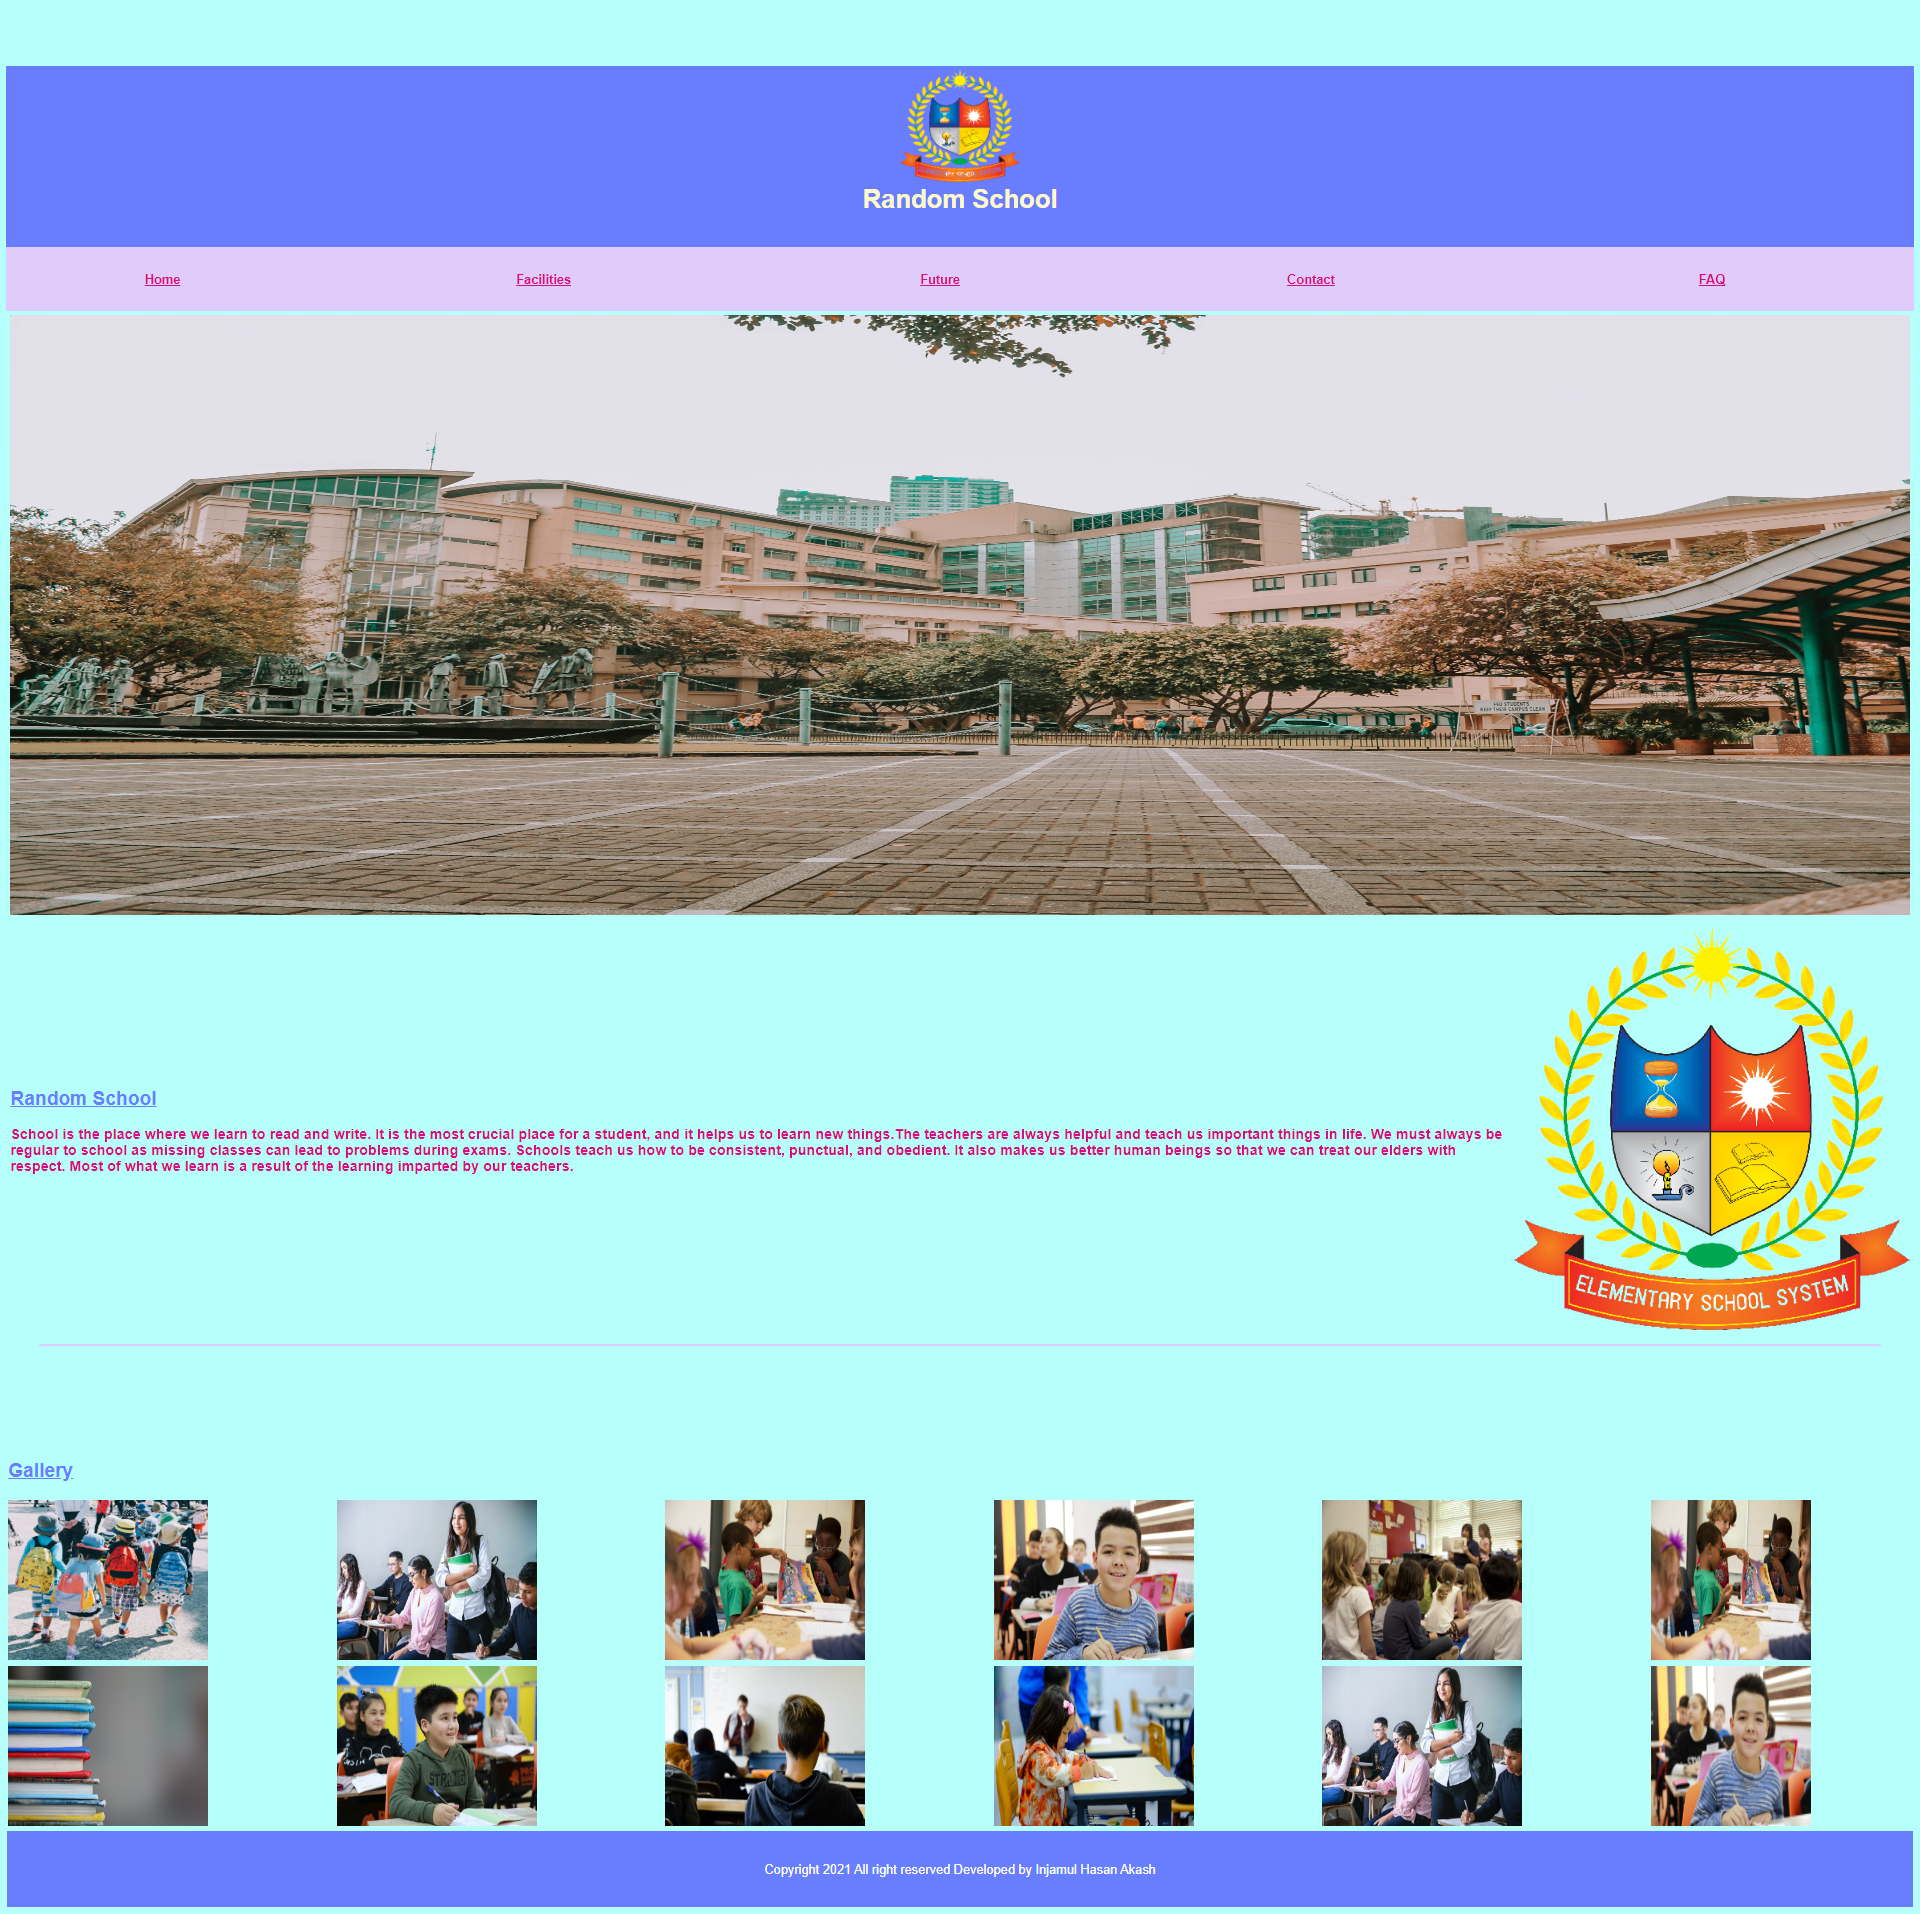 Random School
Home
Facilities
Future
Contact
FAQ
FEU STUDENTS
KEEP THEIR CAMPUS CLEAN
Random School
School is the place where we learn to read and write. It is the most crucial place for a student, and it helps us to learn new things.The teachers are always helpful and teach us important things in life. We must always be
regular to school as missing classes can lead to problems during exams. Schools teach us how to be consistent, punctual, and obedient. It also makes us better human beings so that we can treat our elders with
respect. Most of what we learn is a result of the learning imparted by our teachers.
ELEMENTARY SCHOOL SYSTEM
Gallery
Copyright 2021 All right reserved Developed by Injamul Hasan Akash